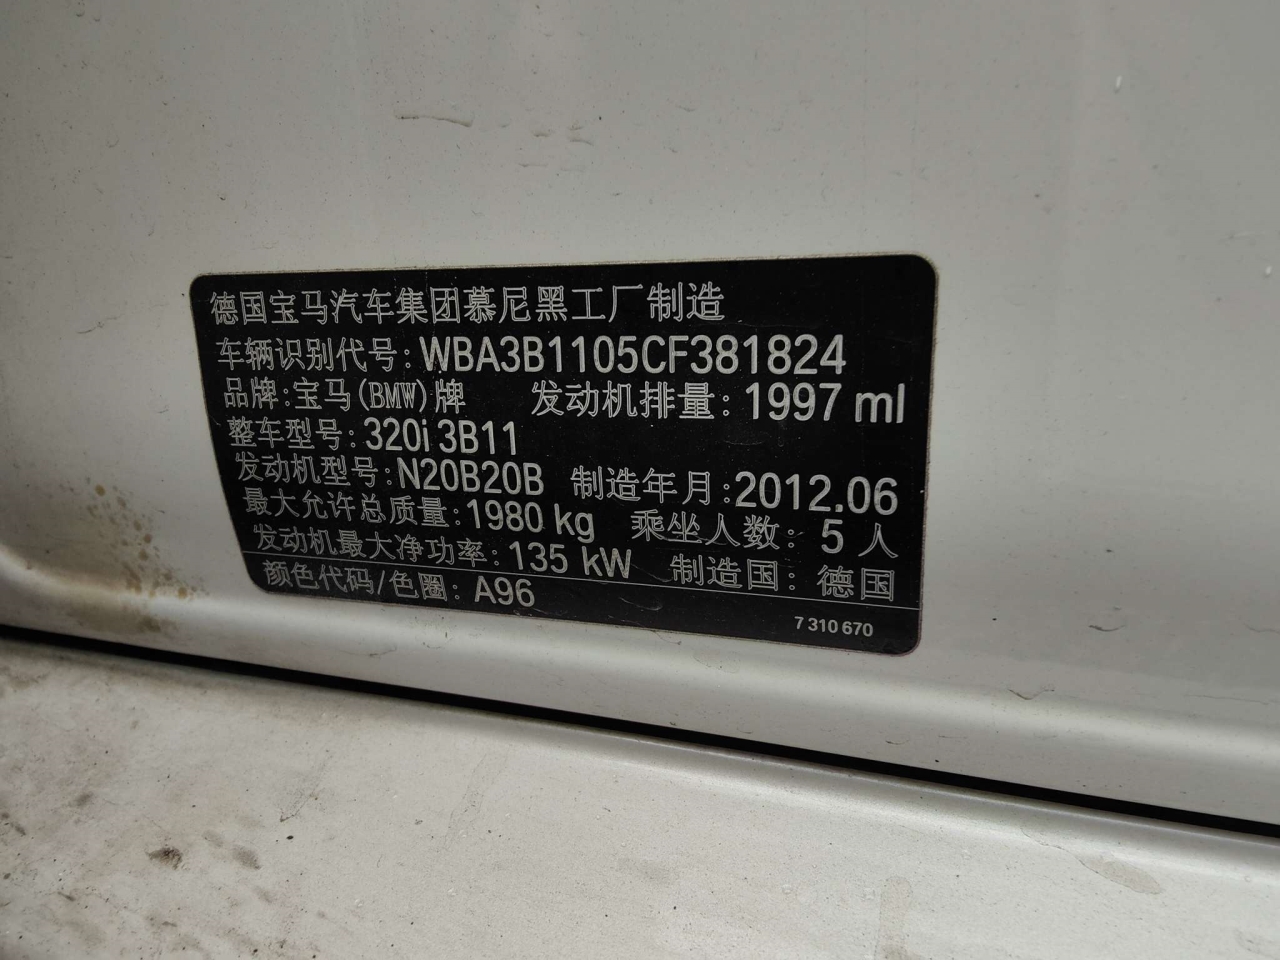 德国宝马汽车集团慕尼黑工厂制造
车辆识别代号: WBA3B1105CF381824
品牌: 宝马(BMW)牌 发动机排量: 1997 ml
整车型号: 320i 3B11
发动机型号: N20B20B 制造年月: 2012.06
最大允许总质量: 1980 kg 乘坐人数: 5 人
发动机最大净功率: 135 kW 制造国: 德国
颜色代码/色圈: A96
7 310 670